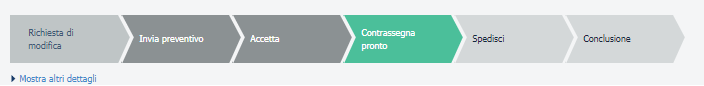 Richiesta di
modifica
Invia preventivo
Accetta
Contrassegna
pronto
Spedisci
Conclusione
Mostra altri dettagli